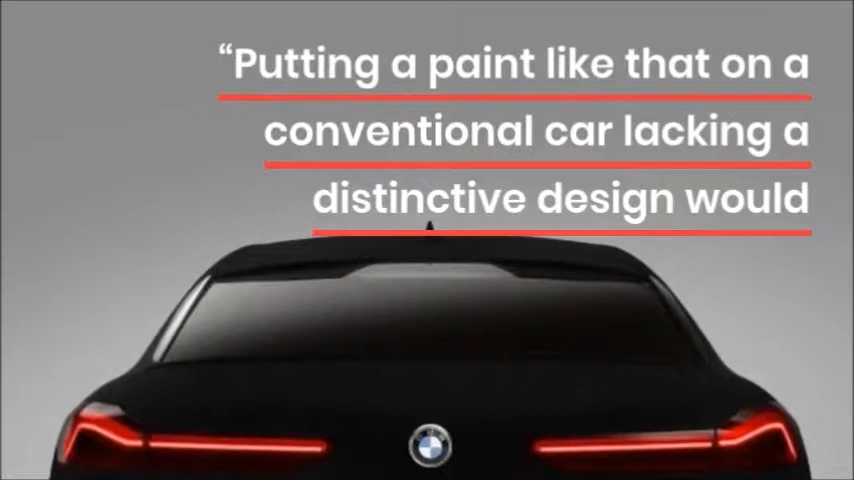 “Putting a paint like that on a
conventional car lacking a
distinctive design would